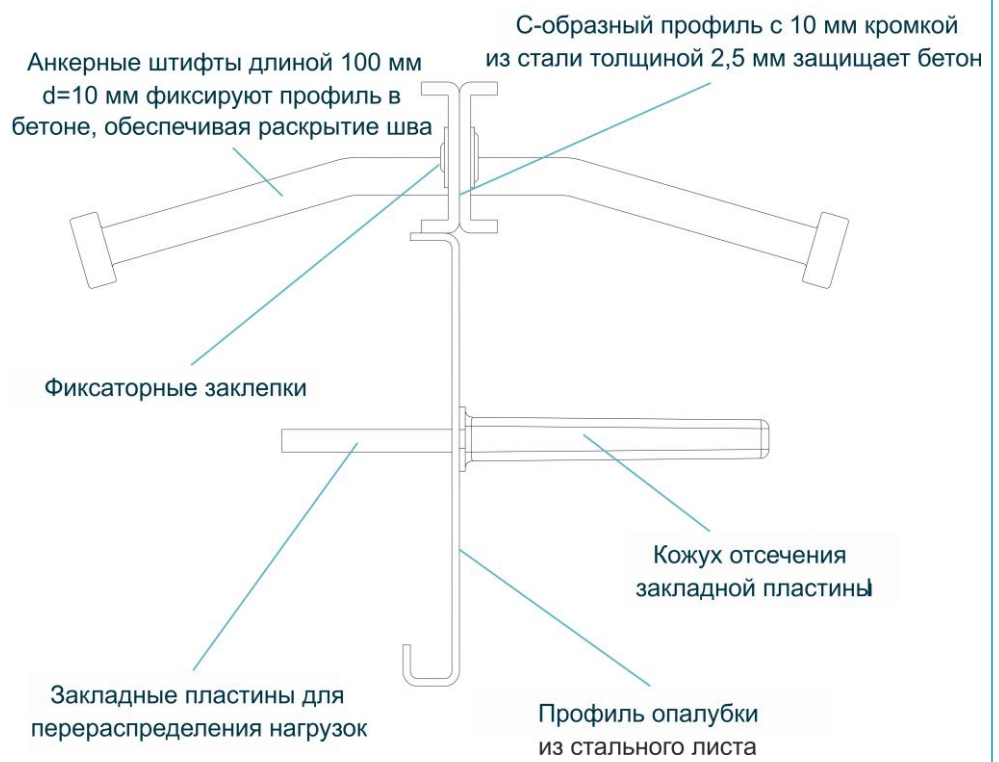 С-образный профиль с 10 мм кромкой
из стали толщиной 2,5 мм защищает бетон
Анкерные штифты длиной 100 мм
d=10 мм фиксируют профиль в
бетоне, обеспечивая раскрытие шва
Фиксаторные заклепки
Кожух отсечения
закладной пластины
Закладные пластины для
перераспределения нагрузок
Профиль опалубки
из стального листа